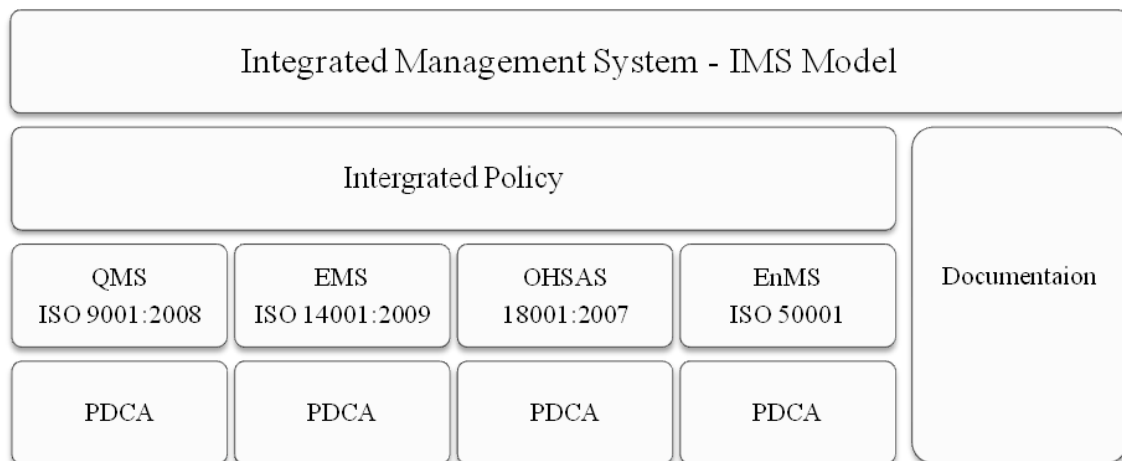 Integrated Management System - IMS Model
Intergrated Policy
QMS
ISO 9001:2008
EMS
ISO 14001:2009
OHSAS
18001:2007
EnMS
ISO 50001
Documentaion
PDCA
PDCA
PDCA
PDCA